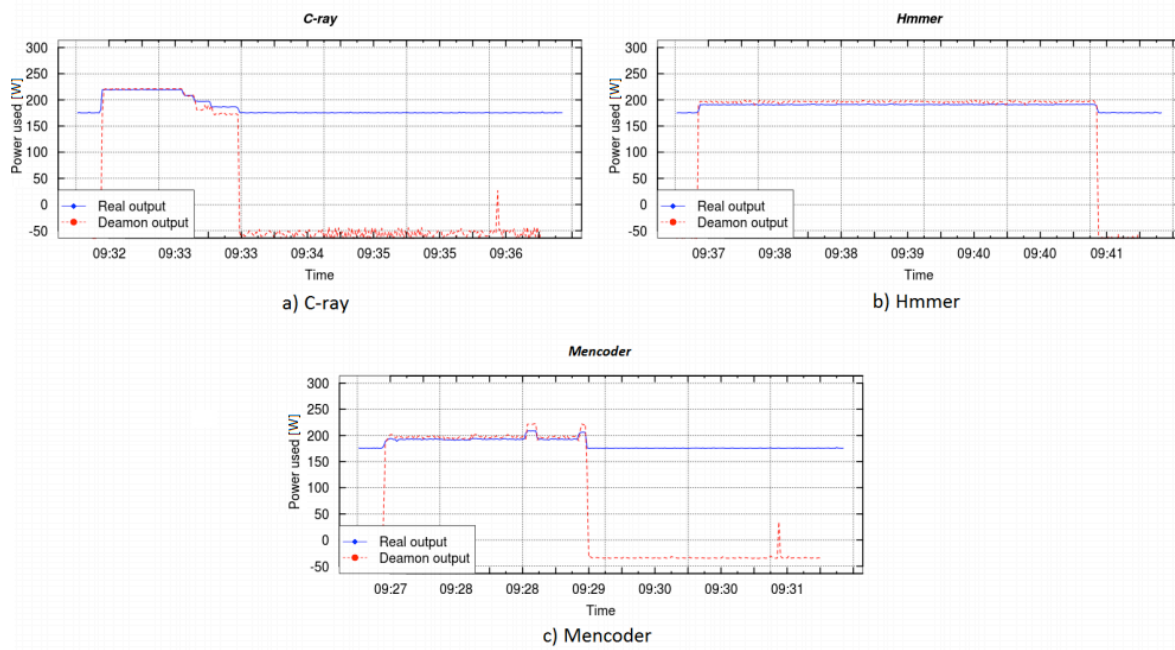 C-ray
300
250
200
150
100
50
0
-50
Power used [W]
Real output
Deamon output
09:32 09:33 09:33 09:34 09:35 09:35 09:36
Time
a) C-ray
Hmmer
300
250
200
150
100
50
0
-50
Power used [W]
Real output
Deamon output
09:37 09:38 09:38 09:39 09:40 09:40 09:41
Time
b) Hmmer
Mencoder
300
250
200
150
100
50
0
-50
Power used [W]
Real output
Deamon output
09:27 09:28 09:28 09:29 09:30 09:30 09:31
Time
c) Mencoder